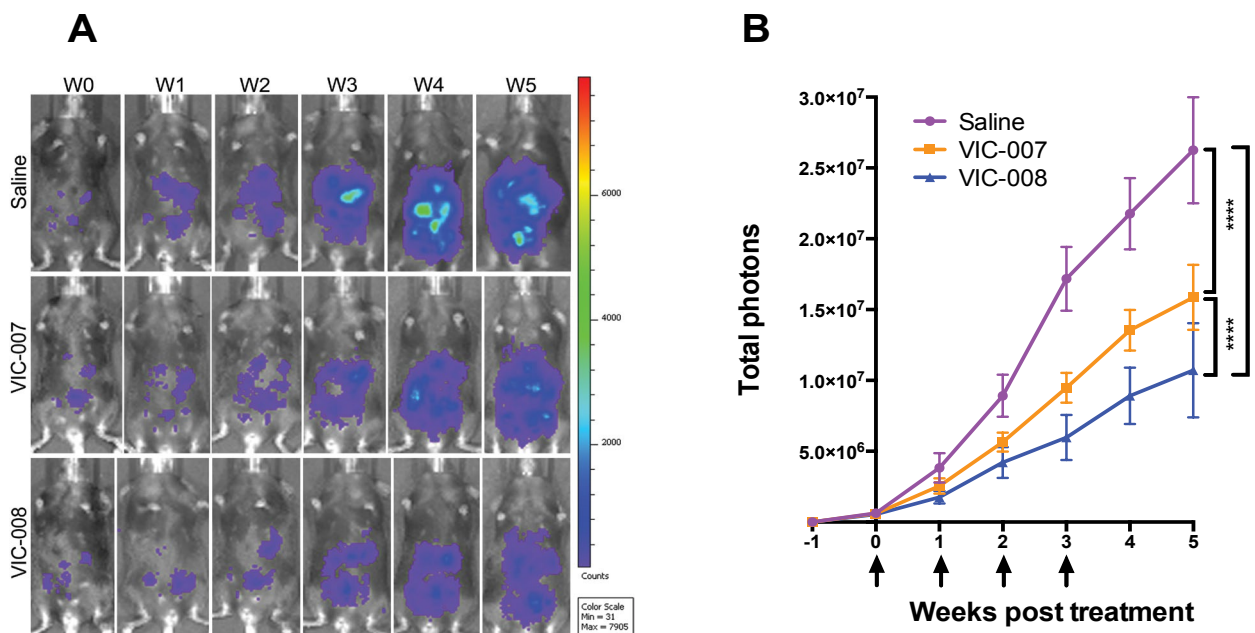 A
W0 W1 W2 W3 W4 W5
Saline
VIC-007
VIC-008
6000
4000
2000
Counts
Color Scale
Min = 31
Max = 7905
B
3.0×10⁷
2.5×10⁷
2.0×10⁷
1.5×10⁷
1.0×10⁷
5.0×10⁶
Total photons
Saline
VIC-007
VIC-008
****
****
-1 0 1 2 3 4 5
Weeks post treatment